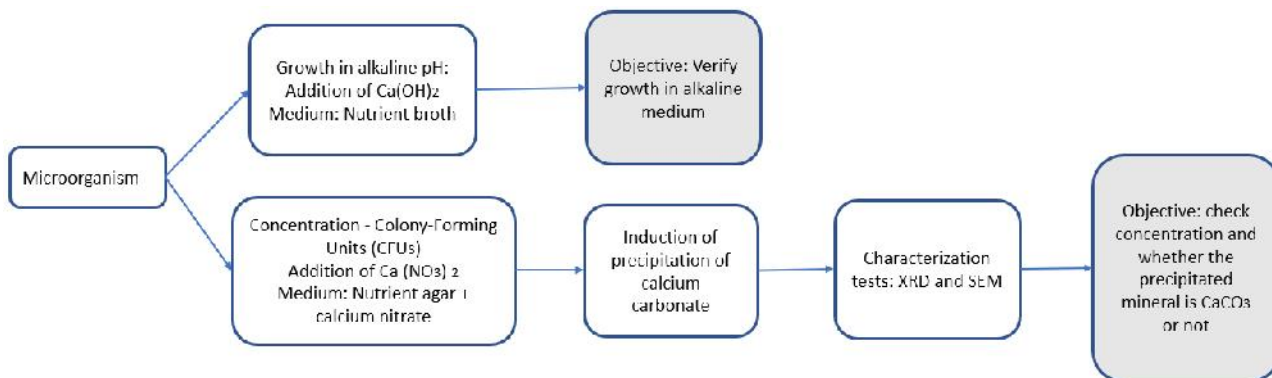 Growth in alkaline pH:
Addition of Ca(OH)2
Medium: Nutrient broth
Objective: Verify
growth in alkaline
medium
Microorganism
Concentration - Colony-Forming
Units (CFUs)
Addition of Ca (NO3) 2
Medium: Nutrient agar +
calcium nitrate
Induction of
precipitation of
calcium
carbonate
Characterization
tests: XRD and SEM
Objective: check
concentration and
whether the
precipitated
mineral is CaCO3
or not